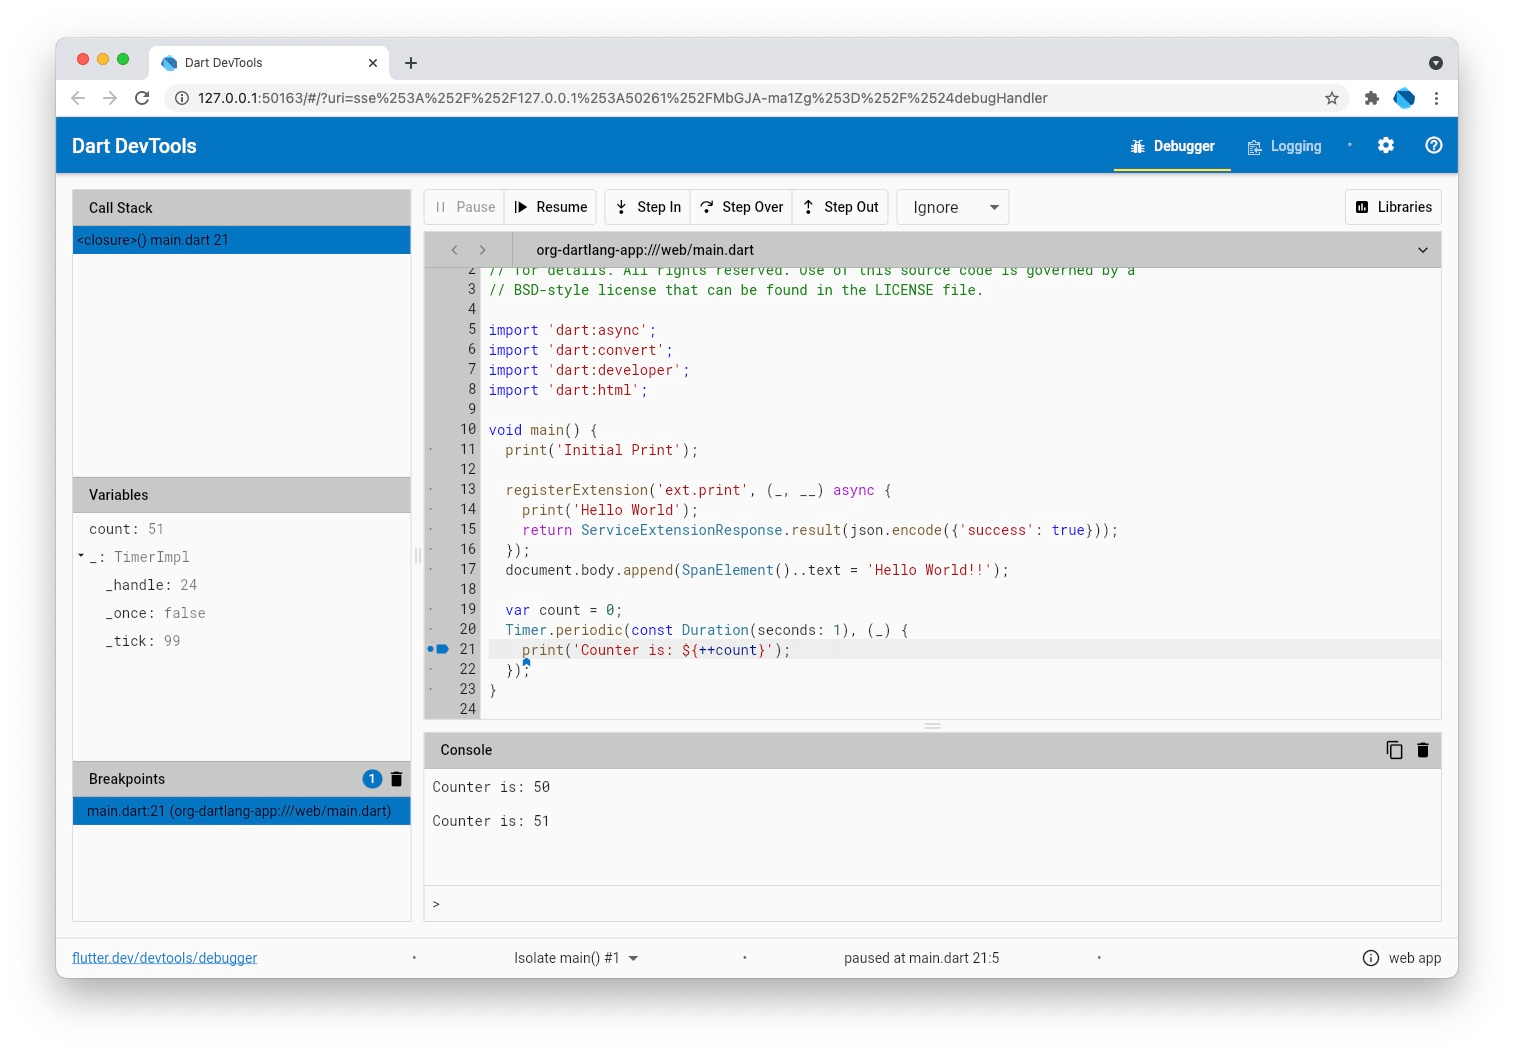 Dart DevTools
127.0.0.1:50163/#/?uri=sse%253A%252F%252F127.0.0.1%253A50261%252FMbGJA-ma1Zg%253D%252F%2524debugHandler
Dart DevTools
Debugger
Logging
Call Stack
<closure>() main.dart 21
Variables
count: 51
_: TimerImpl
_handle: 24
_once: false
_tick: 99
Breakpoints
1
main.dart:21 (org-dartlang-app:///web/main.dart)
Pause
Resume
Step In
Step Over
Step Out
Ignore
Libraries
org-dartlang-app:///web/main.dart
2 // for details. All rights reserved. Use of this source code is governed by a
3 // BSD-style license that can be found in the LICENSE file.
4
5 import 'dart:async';
6 import 'dart:convert';
7 import 'dart:developer';
8 import 'dart:html';
9
10 void main() {
11 print('Initial Print');
12
13 registerExtension('ext.print', (_, __) async {
14 print('Hello World');
15 return ServiceExtensionResponse.result(json.encode({'success': true}));
16 });
17 document.body.append(SpanElement()..text = 'Hello World!!');
18
19 var count = 0;
20 Timer.periodic(const Duration(seconds: 1), (_) {
21 print('Counter is: ${++count}');
22 });
23 }
24
Console
Counter is: 50
Counter is: 51
>
flutter.dev/devtools/debugger
Isolate main() #1
paused at main.dart 21:5
web app